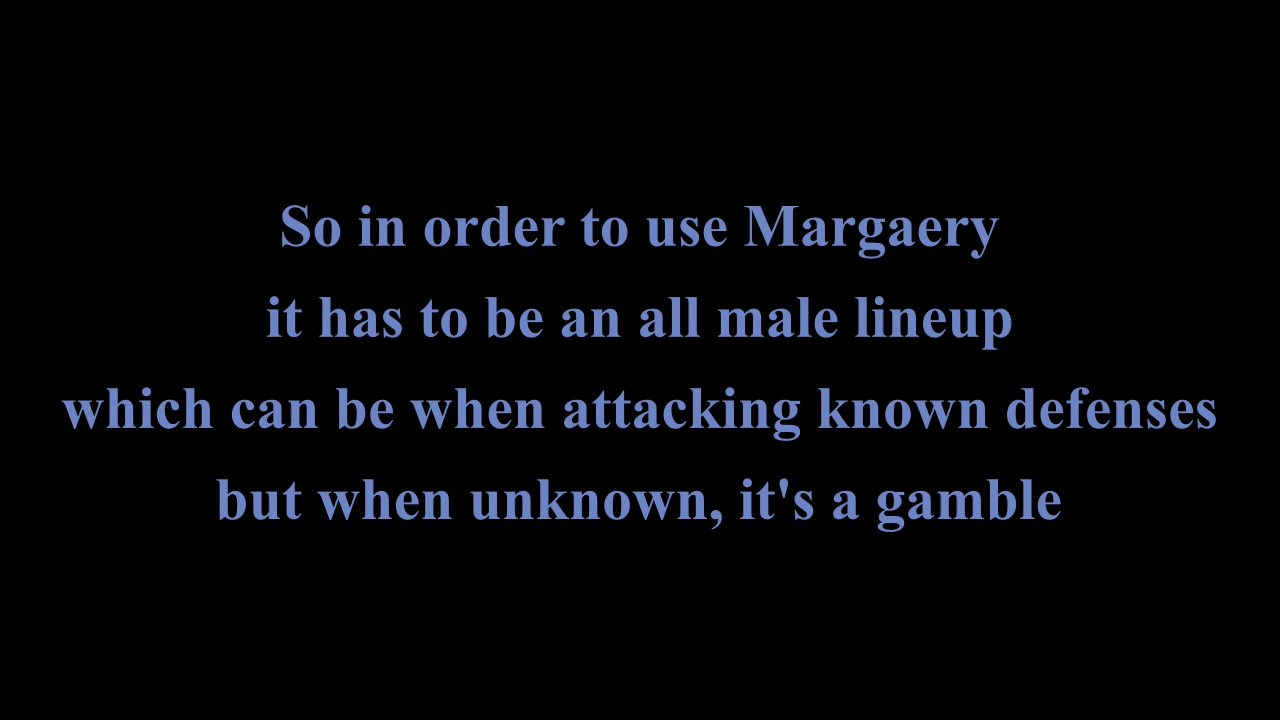 So in order to use Margaery
it has to be an all male lineup
which can be when attacking known defenses
but when unknown, it's a gamble